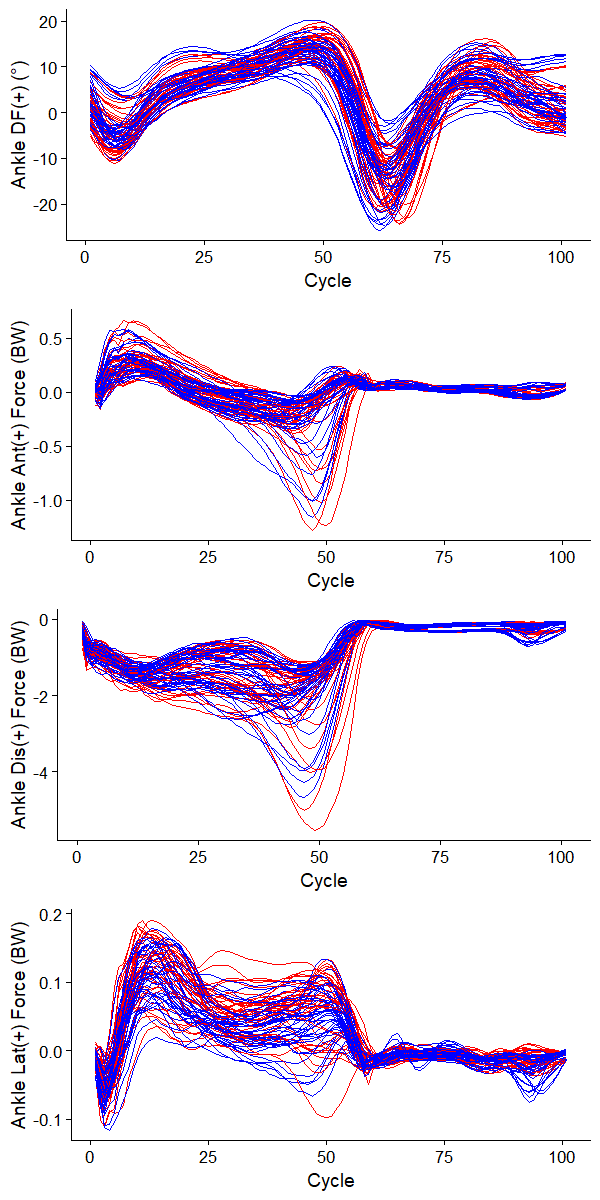 Ankle DF(+) (°)
20
10
0
-10
-20
0 25 50 75 100
Cycle
Ankle Ant(+) Force (BW)
0.5
0.0
-0.5
-1.0
0 25 50 75 100
Cycle
Ankle Dis(+) Force (BW)
0
-2
-4
0 25 50 75 100
Cycle
Ankle Lat(+) Force (BW)
0.2
0.1
0.0
-0.1
0 25 50 75 100
Cycle